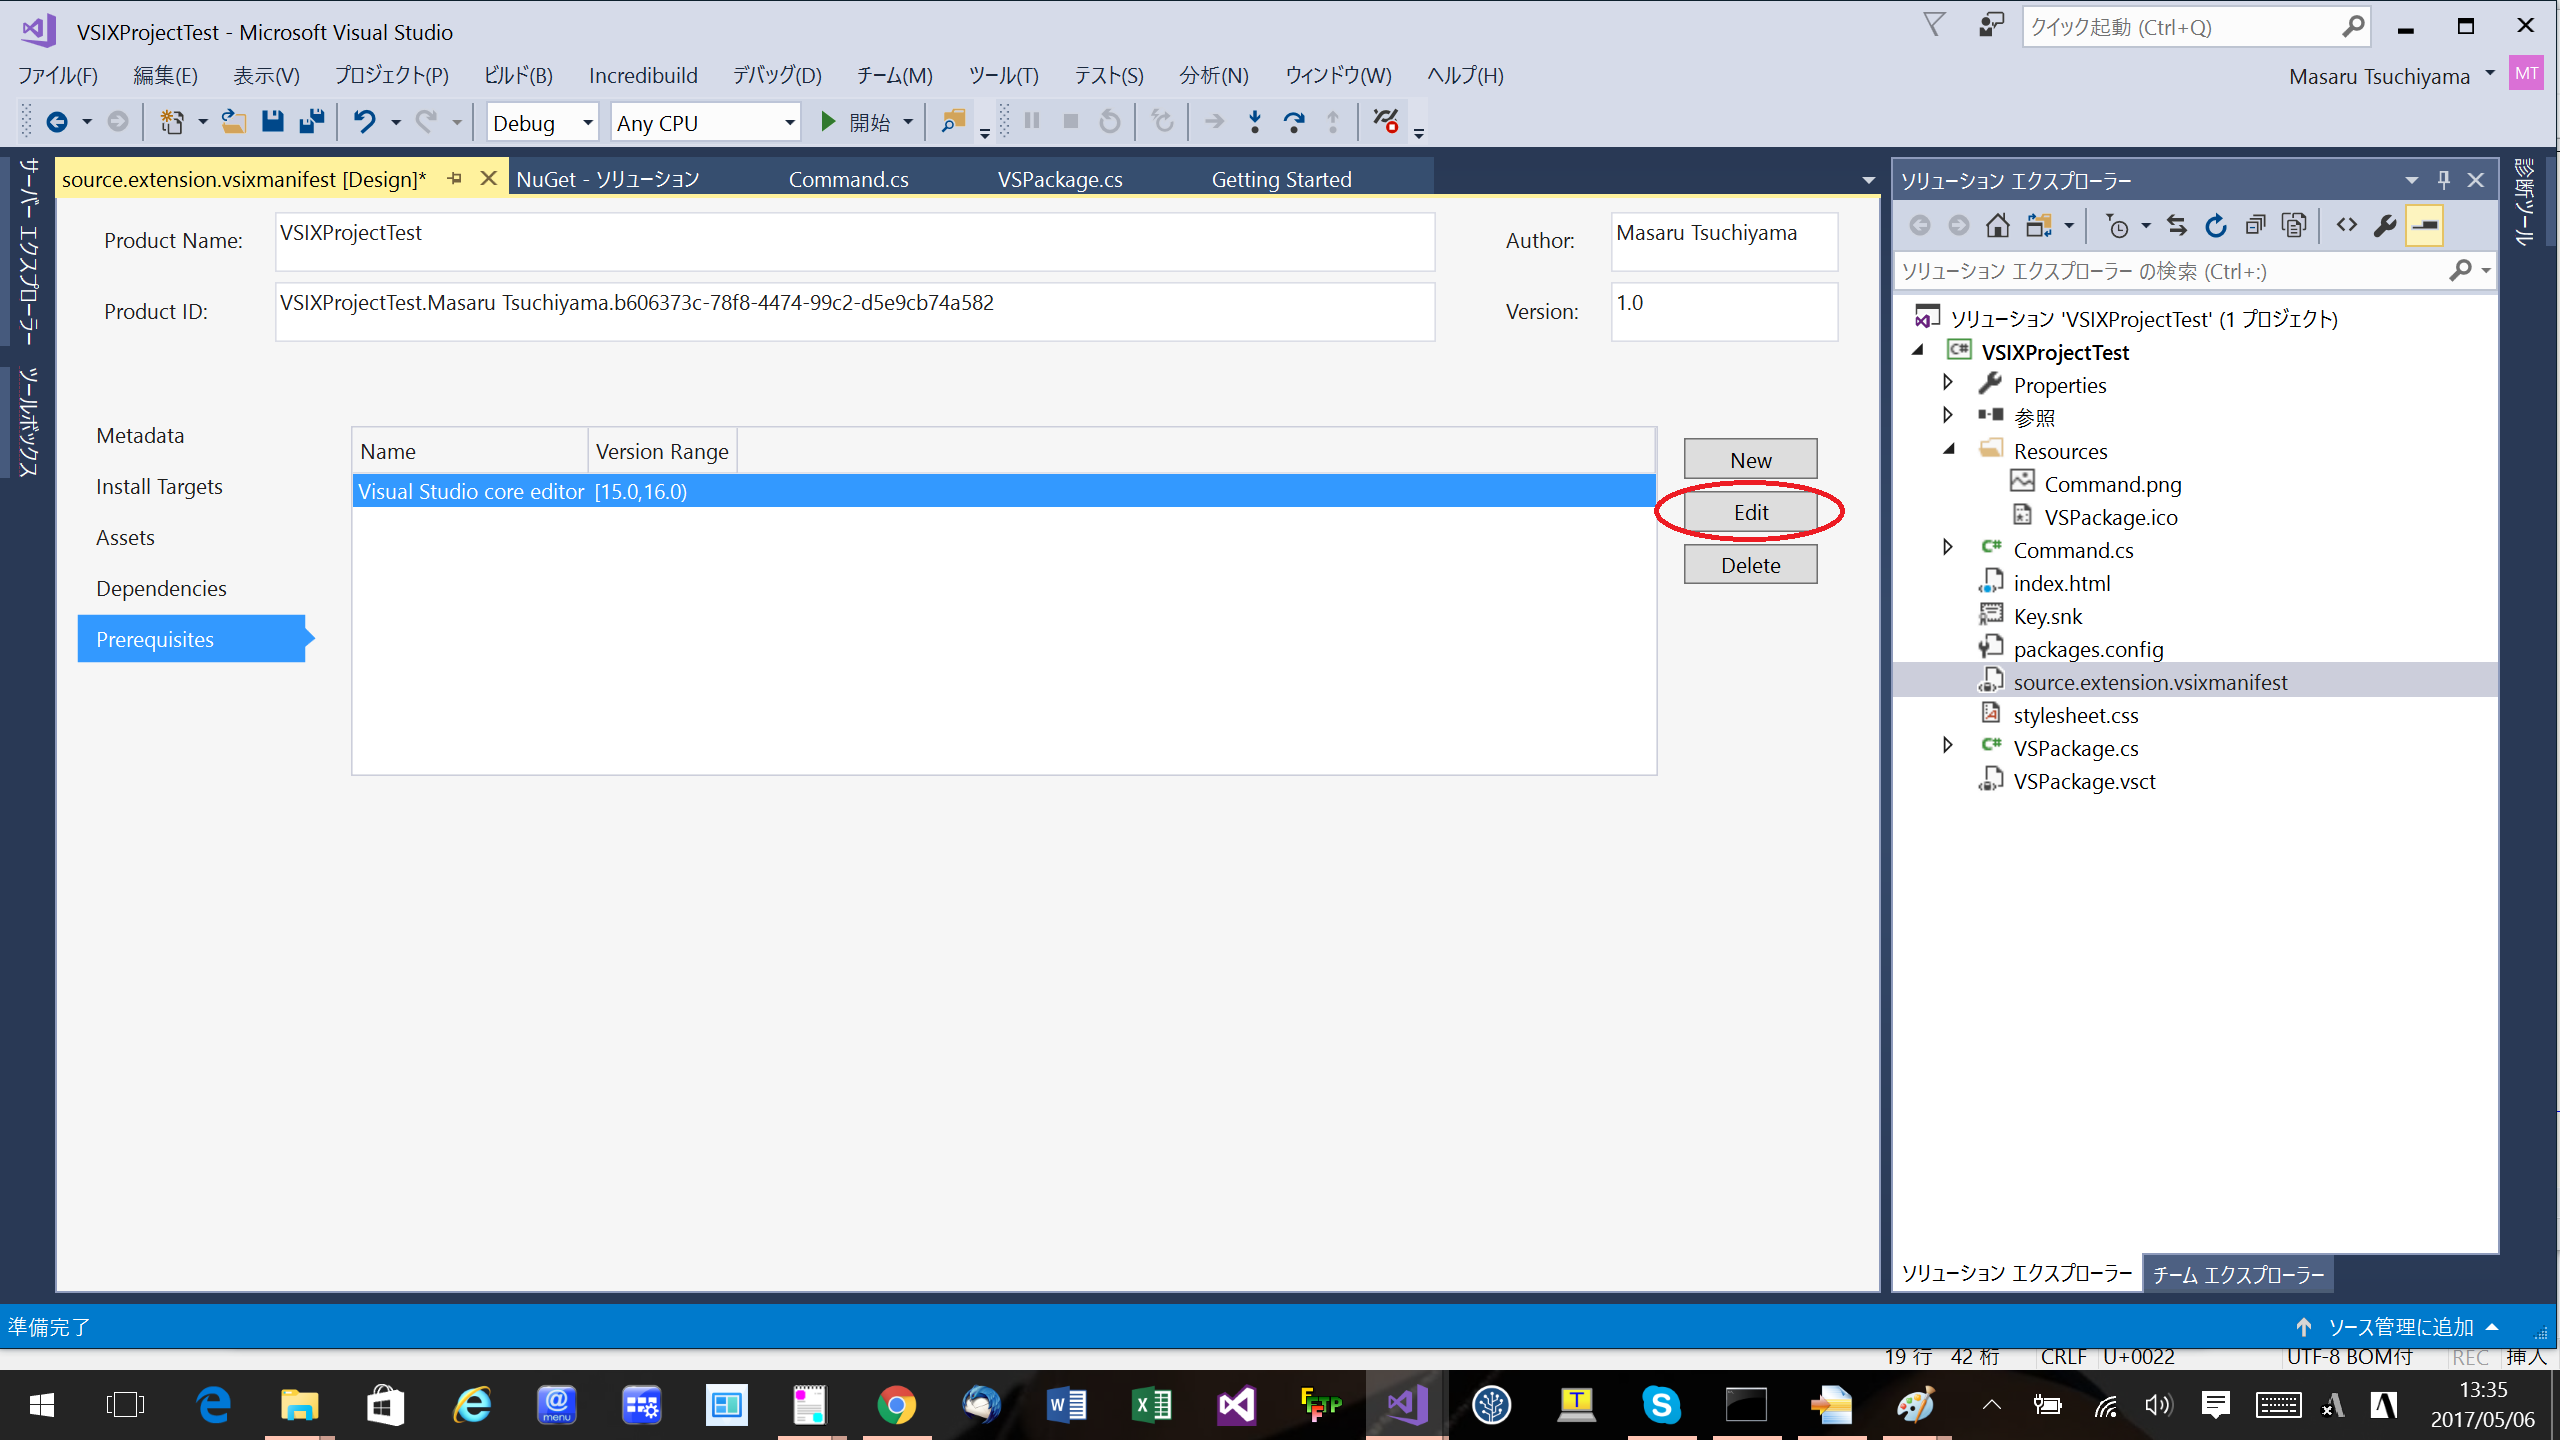 VSIXProjectTest - Microsoft Visual Studio
クイック起動 (Ctrl+Q)
ファイル(F) 編集(E) 表示(V) プロジェクト(P) ビルド(B) Incredibuild デバッグ(D) チーム(M) ツール(T) テスト(S) 分析(N) ウィンドウ(W) ヘルプ(H)
Masaru Tsuchiyama MT
Debug Any CPU 開始
サーバー エクスプローラー
ツールボックス
source.extension.vsixmanifest [Design]* NuGet - ソリューション Command.cs VSPackage.cs Getting Started
Product Name: VSIXProjectTest
Author: Masaru Tsuchiyama
Product ID: VSIXProjectTest.Masaru Tsuchiyama.b606373c-78f8-4474-99c2-d5e9cb74a582
Version: 1.0
Metadata
Install Targets
Assets
Dependencies
Prerequisites
Name Version Range
Visual Studio core editor [15.0,16.0)
New
Edit
Delete
ソリューション エクスプローラー
ソリューション エクスプローラー の検索 (Ctrl+:)
ソリューション 'VSIXProjectTest' (1 プロジェクト)
C# VSIXProjectTest
Properties
参照
Resources
Command.png
VSPackage.ico
C# Command.cs
index.html
Key.snk
packages.config
source.extension.vsixmanifest
stylesheet.css
C# VSPackage.cs
VSPackage.vsct
ソリューション エクスプローラー チーム エクスプローラー
診断ツール
準備完了
ソース管理に追加
19 行 42 桁 CRLF U+0022 UTF-8 BOM付 REC 挿入
@ menu
FFFTP
T
13:35
2017/05/06